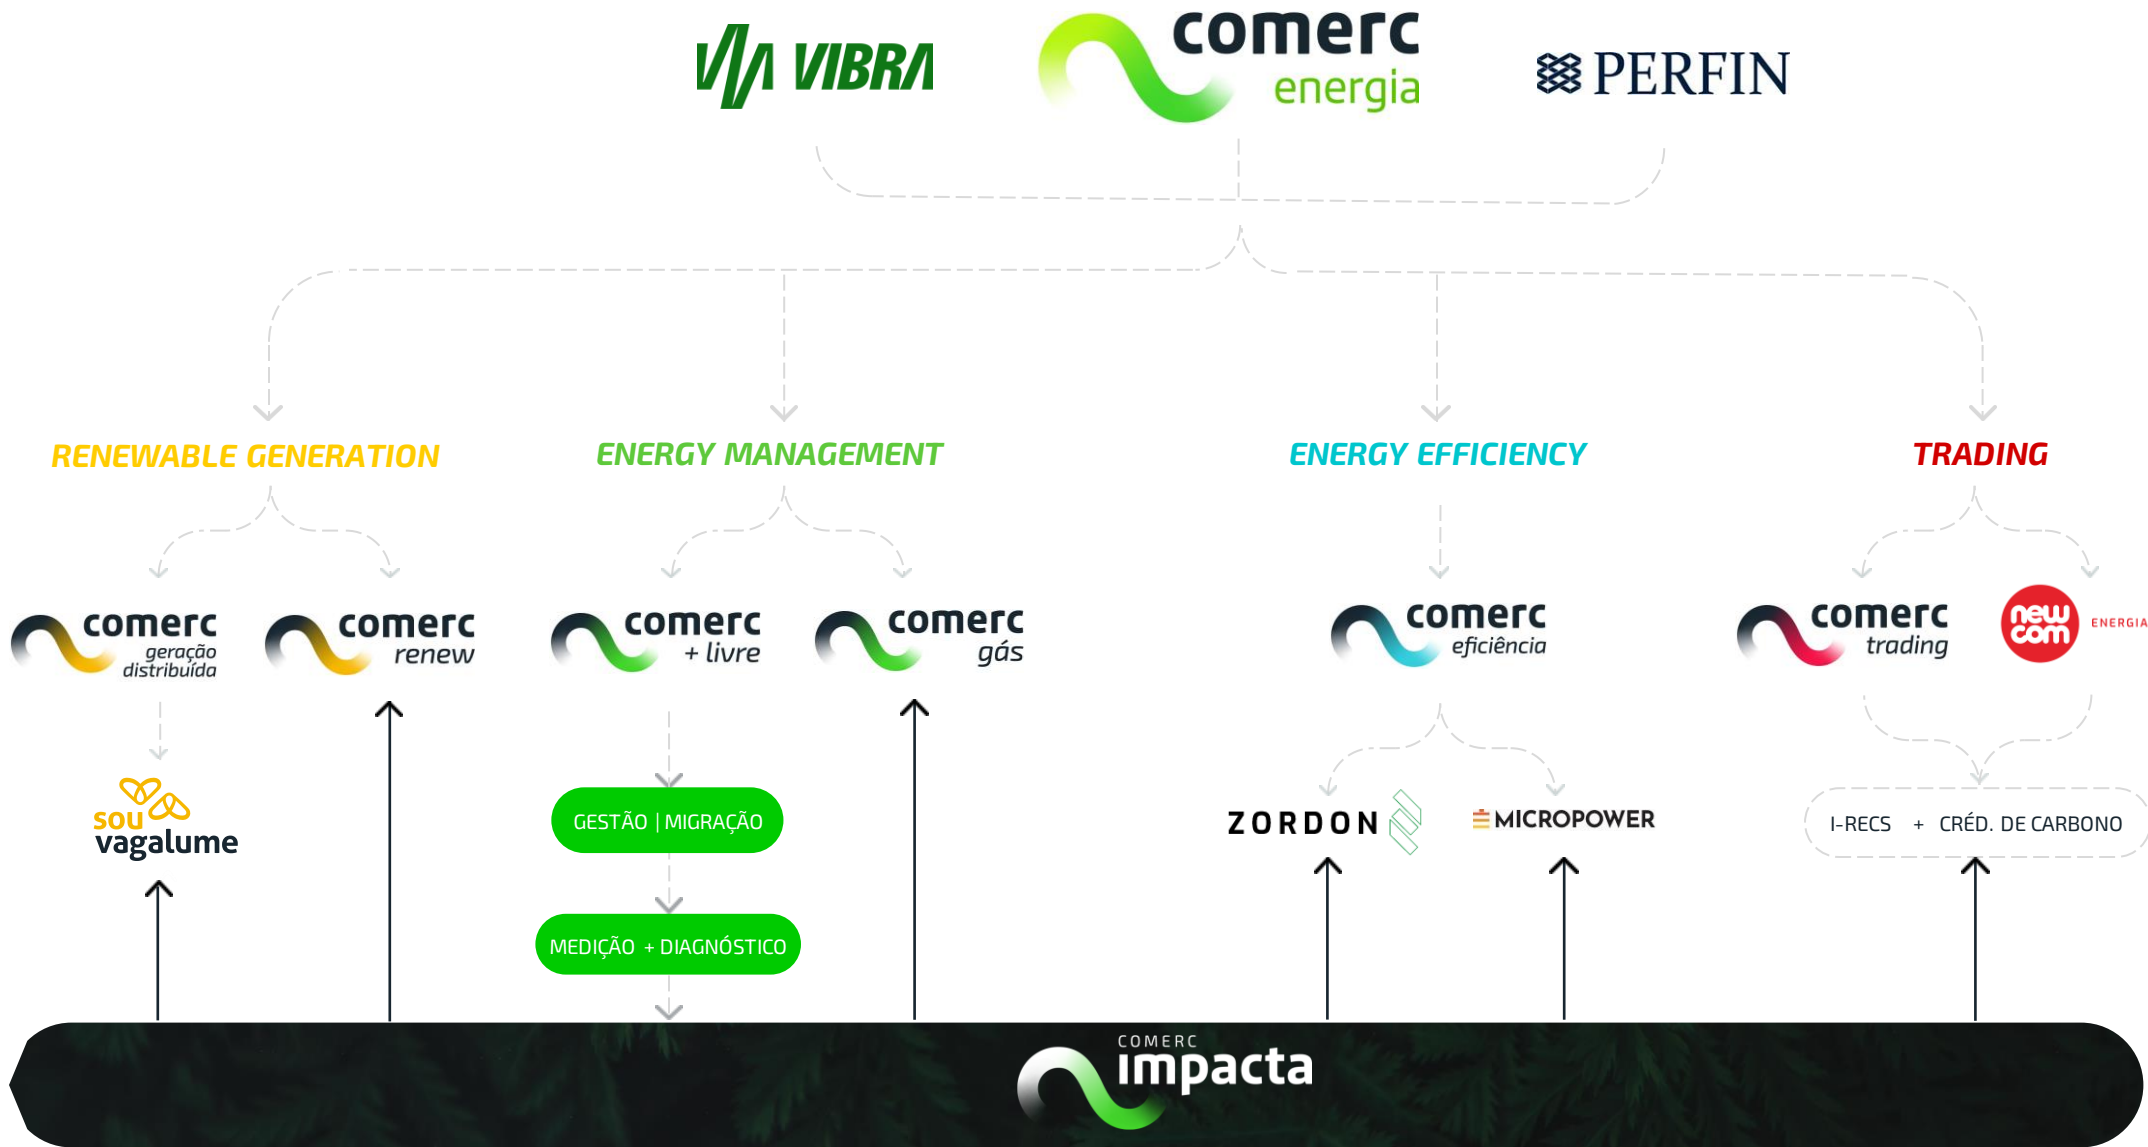 VIBRA
comerc
energia
PERFIN
RENEWABLE GENERATION
ENERGY MANAGEMENT
ENERGY EFFICIENCY
TRADING
comerc
geração
distribuída
comerc
renew
comerc
+ livre
comerc
gás
comerc
eficiência
comerc
trading
new
com
ENERGIA
sou
vagalume
GESTÃO | MIGRAÇÃO
ZORDON
MICROPOWER
I-RECS + CRÉD. DE CARBONO
MEDIÇÃO + DIAGNÓSTICO
COMERC
impacta